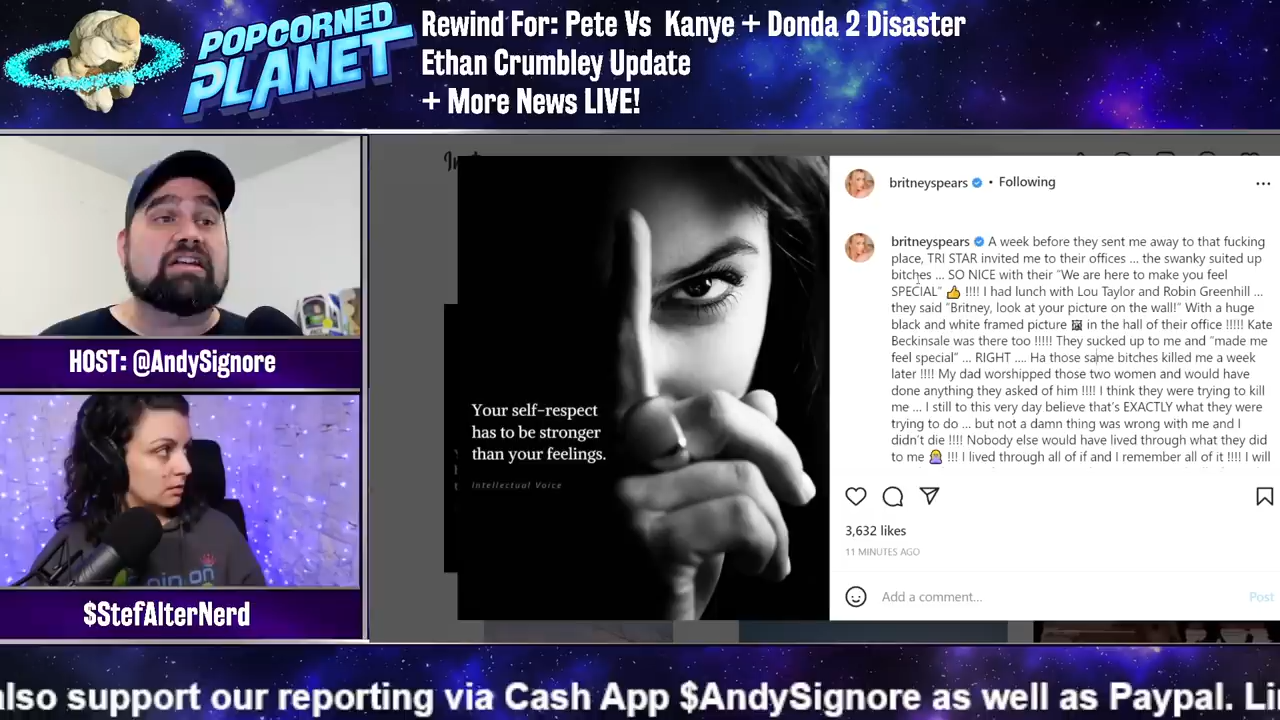 POPCORNED
PLANET
Rewind For: Pete Vs Kanye + Donda 2 Disaster
Ethan Crumbley Update
+ More News LIVE!
HOST: @AndySignore
$StefAlterNerd
Your self-respect
has to be stronger
than your feelings.
Intellectual Voice
britneyspears • Following
britneyspears A week before they sent me away to that fucking
place, TRI STAR invited me to their offices ... the swanky suited up
bitches ... SO NICE with their "We are here to make you feel
SPECIAL" 👍 !!!! I had lunch with Lou Taylor and Robin Greenhill ...
they said "Britney, look at your picture on the wall!" With a huge
black and white framed picture 🖼 in the hall of their office !!!!! Kate
Beckinsale was there too !!!!! They sucked up to me and "made me
feel special" ... RIGHT .... Ha those same bitches killed me a week
later !!!! My dad worshipped those two women and would have
done anything they asked of him !!!! I think they were trying to kill
me ... I still to this very day believe that's EXACTLY what they were
trying to do ... but not a damn thing was wrong with me and I
didn't die !!!! Nobody else would have lived through what they did
to me 🤷‍♀️ !!! I lived through all of if and I remember all of it !!!! I will
3,632 likes
11 MINUTES AGO
Add a comment...
Post
also support our reporting via Cash App $AndySignore as well as Paypal. Li